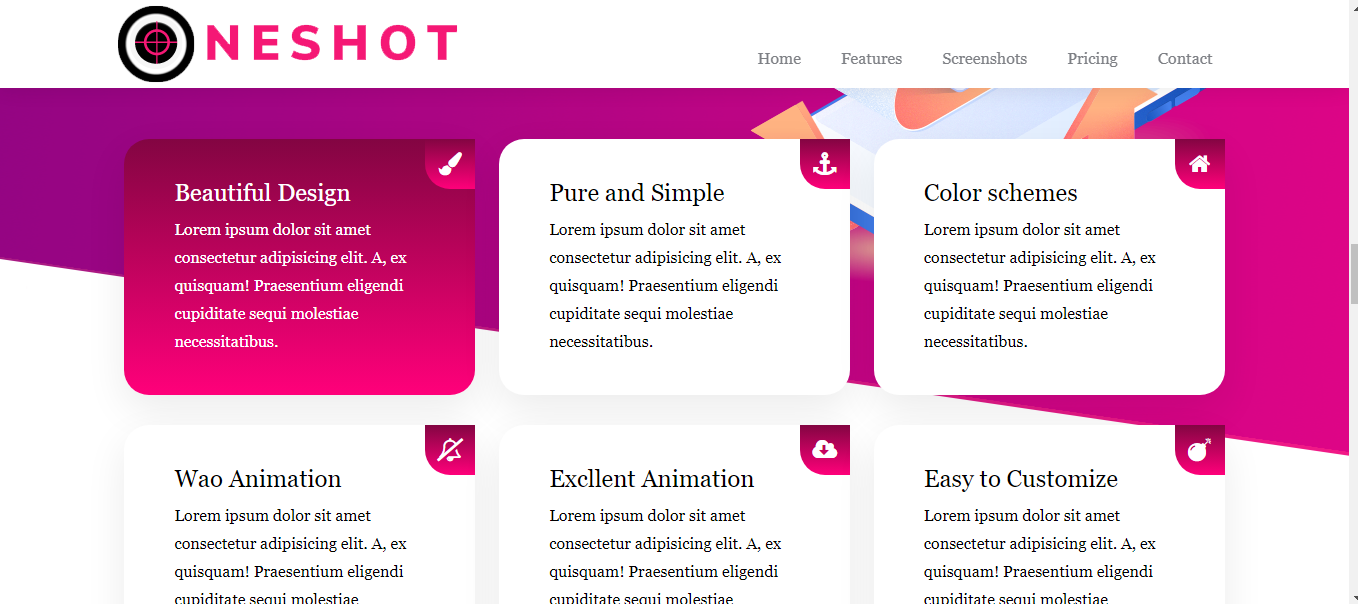 NESHOT
Home Features Screenshots Pricing Contact
Beautiful Design
Lorem ipsum dolor sit amet
consectetur adipisicing elit. A, ex
quisquam! Praesentium eligendi
cupiditate sequi molestiae
necessitatibus.
Pure and Simple
Lorem ipsum dolor sit amet
consectetur adipisicing elit. A, ex
quisquam! Praesentium eligendi
cupiditate sequi molestiae
necessitatibus.
Color schemes
Lorem ipsum dolor sit amet
consectetur adipisicing elit. A, ex
quisquam! Praesentium eligendi
cupiditate sequi molestiae
necessitatibus.
Wao Animation
Lorem ipsum dolor sit amet
consectetur adipisicing elit. A, ex
quisquam! Praesentium eligendi
cupiditate sequi molestiae
Excllent Animation
Lorem ipsum dolor sit amet
consectetur adipisicing elit. A, ex
quisquam! Praesentium eligendi
cupiditate sequi molestiae
Easy to Customize
Lorem ipsum dolor sit amet
consectetur adipisicing elit. A, ex
quisquam! Praesentium eligendi
cupiditate sequi molestiae